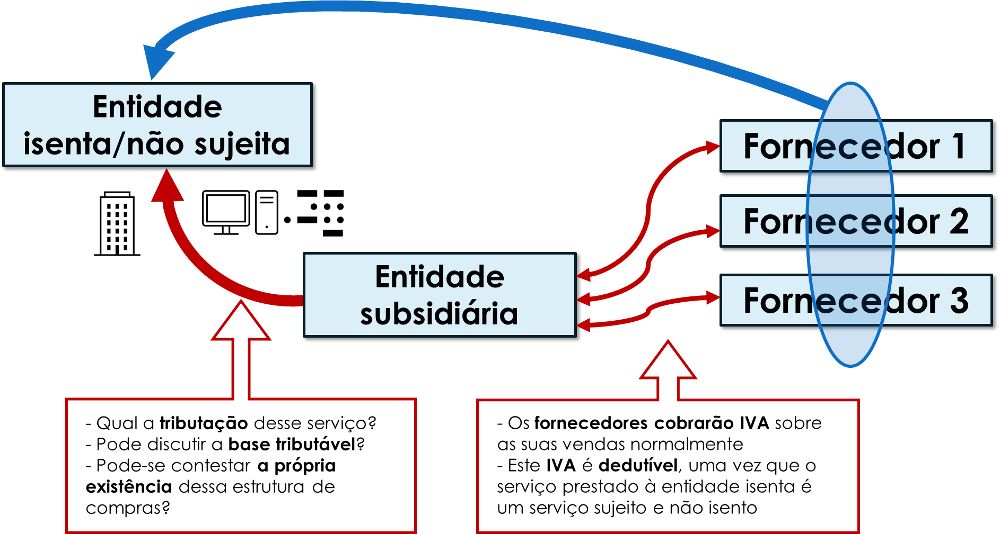 Entidade
isenta/não sujeita
Fornecedor 1
Fornecedor 2
Fornecedor 3
Entidade
subsidiária
- Qual a tributação desse serviço?
- Pode discutir a base tributável?
- Pode-se contestar a própria
existência dessa estrutura de
compras?
- Os fornecedores cobrarão IVA sobre
as suas vendas normalmente
- Este IVA é dedutível, uma vez que o
serviço prestado à entidade isenta é
um serviço sujeito e não isento